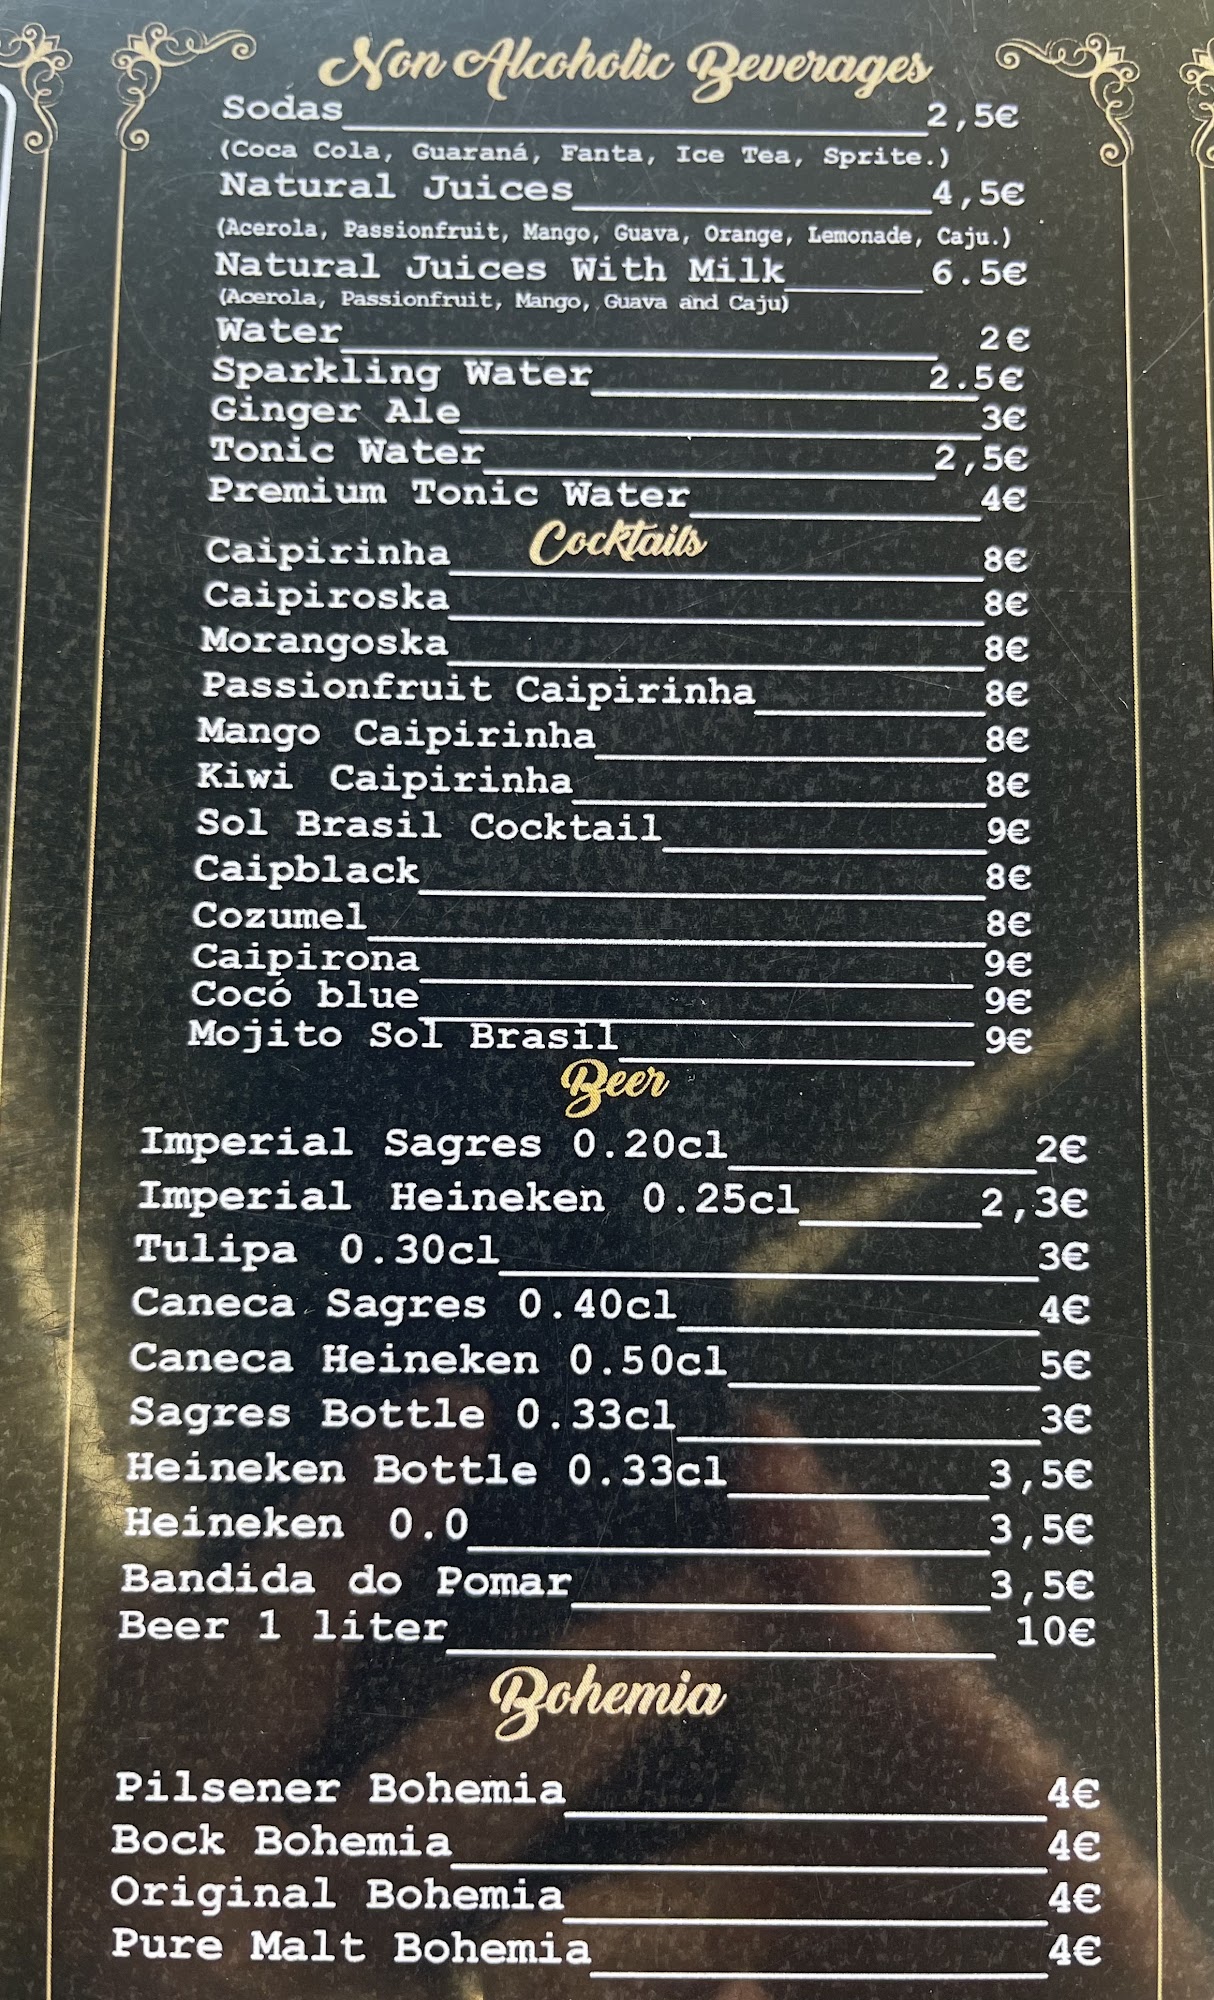 Non Alcoholic Beverages
Sodas 2,5€
(Coca Cola, Guaraná, Fanta, Ice Tea, Sprite.)
Natural Juices 4,5€
(Acerola, Passionfruit, Mango, Guava, Orange, Lemonade, Caju.)
Natural Juices With Milk 6.5€
(Acerola, Passionfruit, Mango, Guava and Caju)
Water 2€
Sparkling Water 2.5€
Ginger Ale 3€
Tonic Water 2,5€
Premium Tonic Water 4€
Cocktails
Caipirinha 8€
Caipiroska 8€
Morangoska 8€
Passionfruit Caipirinha 8€
Mango Caipirinha 8€
Kiwi Caipirinha 8€
Sol Brasil Cocktail 9€
Caipblack 8€
Cozumel 8€
Caipirona 9€
Cocó blue 9€
Mojito Sol Brasil 9€
Beer
Imperial Sagres 0.20cl 2€
Imperial Heineken 0.25cl 2,3€
Tulipa 0.30cl 3€
Caneca Sagres 0.40cl 4€
Caneca Heineken 0.50cl 5€
Sagres Bottle 0.33cl 3€
Heineken Bottle 0.33cl 3,5€
Heineken 0.0 3,5€
Bandida do Pomar 3,5€
Beer 1 liter 10€
Bohemia
Pilsener Bohemia 4€
Bock Bohemia 4€
Original Bohemia 4€
Pure Malt Bohemia 4€